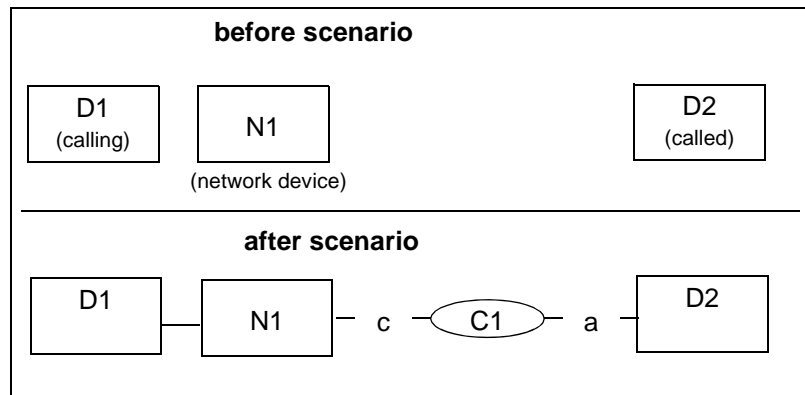 before scenario
D1
(calling)
N1
(network device)
D2
(called)
after scenario
D1
N1
c
C1
a
D2